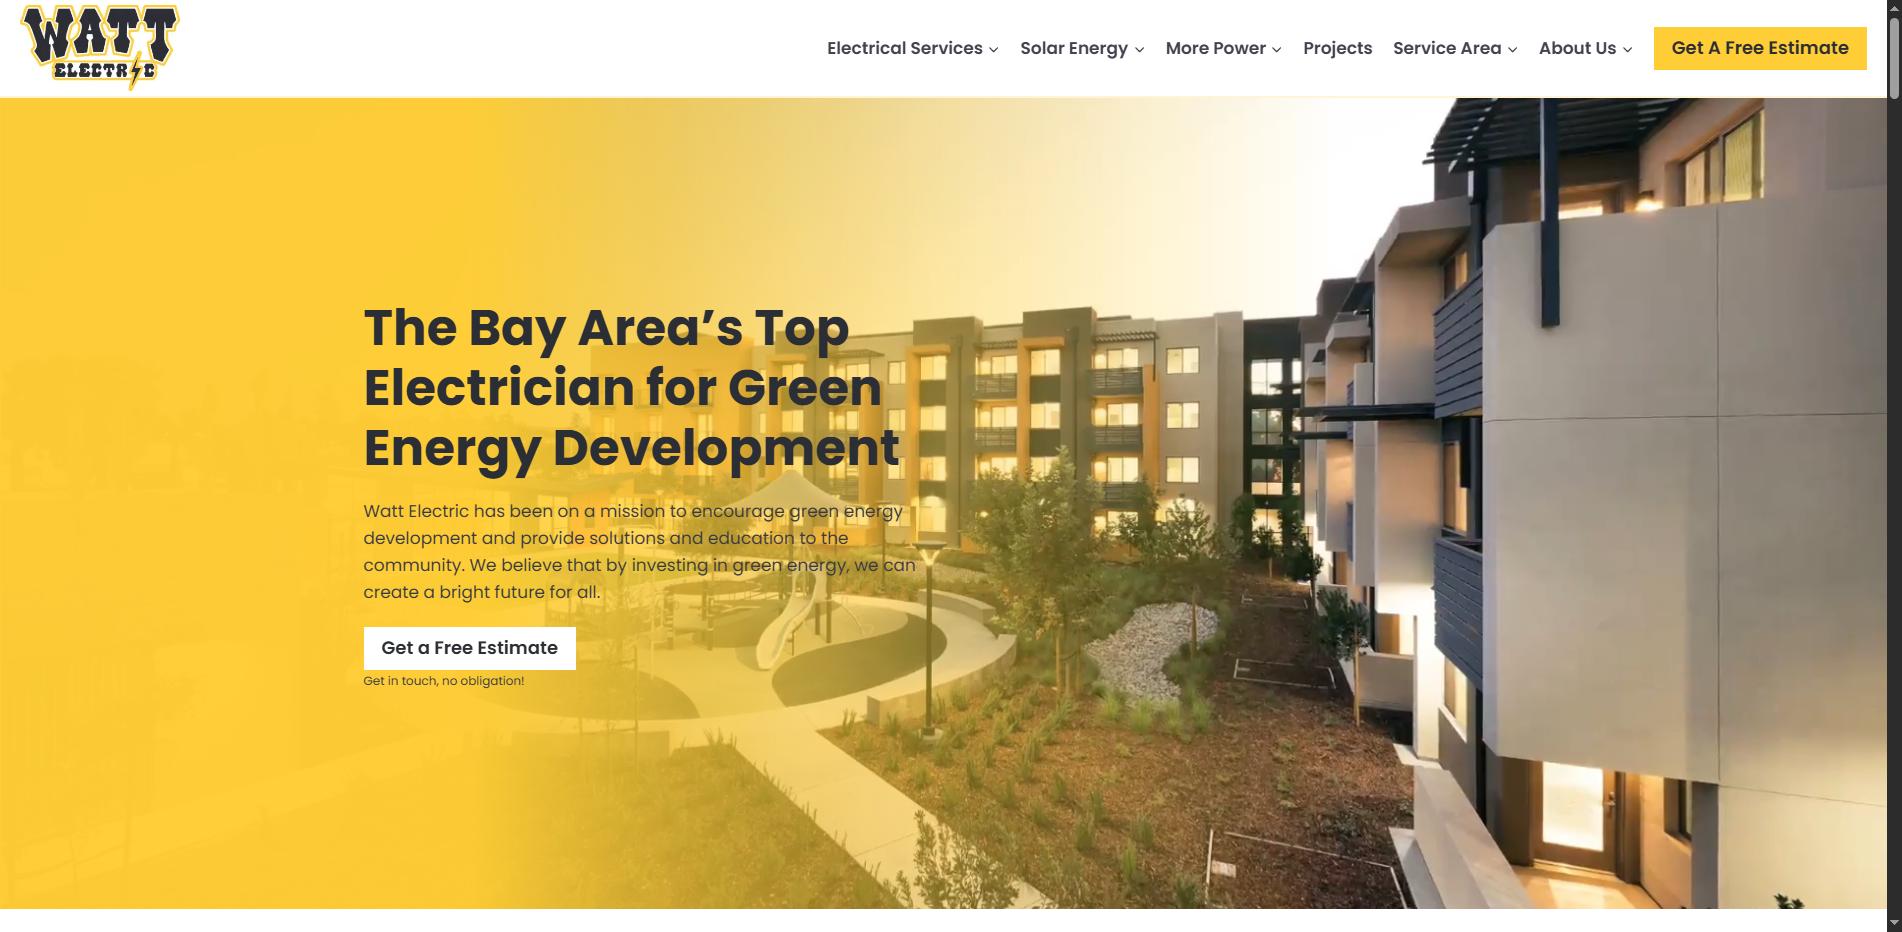 WATT
ELECTRIC
Electrical Services
Solar Energy
More Power
Projects
Service Area
About Us
Get A Free Estimate
The Bay Area’s Top
Electrician for Green
Energy Development
Watt Electric has been on a mission to encourage green energy
development and provide solutions and education to the
community. We believe that by investing in green energy, we can
create a bright future for all.
Get a Free Estimate
Get in touch, no obligation!